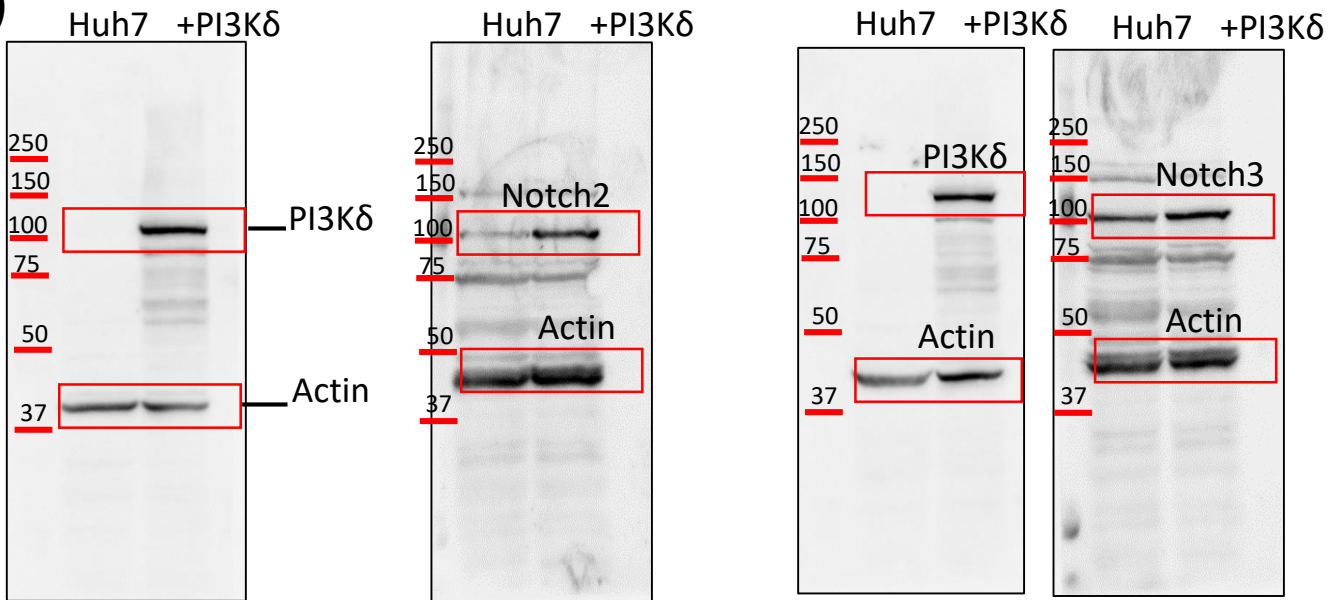 )
Huh7 +PI3Kδ
250
150
100
75
50
37
PI3Kδ
Actin
Huh7 +PI3Kδ
250
150
100
75
50
37
Notch2
Actin
Huh7 +PI3Kδ
250
150
100
75
50
37
PI3Kδ
Actin
Huh7 +PI3Kδ
250
150
100
75
50
37
Notch3
Actin